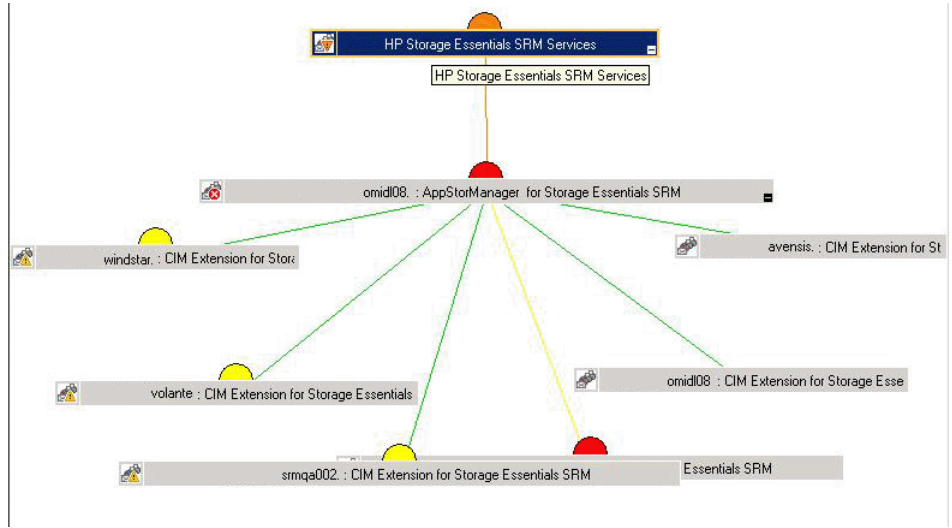 HP Storage Essentials SRM Services
HP Storage Essentials SRM Services
omidl08. : AppStorManager for Storage Essentials SRM
windstar. : CIM Extension for Stora
avensis. : CIM Extension for St
volante : CIM Extension for Storage Essentials
omidl08 : CIM Extension for Storage Esse
Essentials SRM
srmqa002. : CIM Extension for Storage Essentials SRM